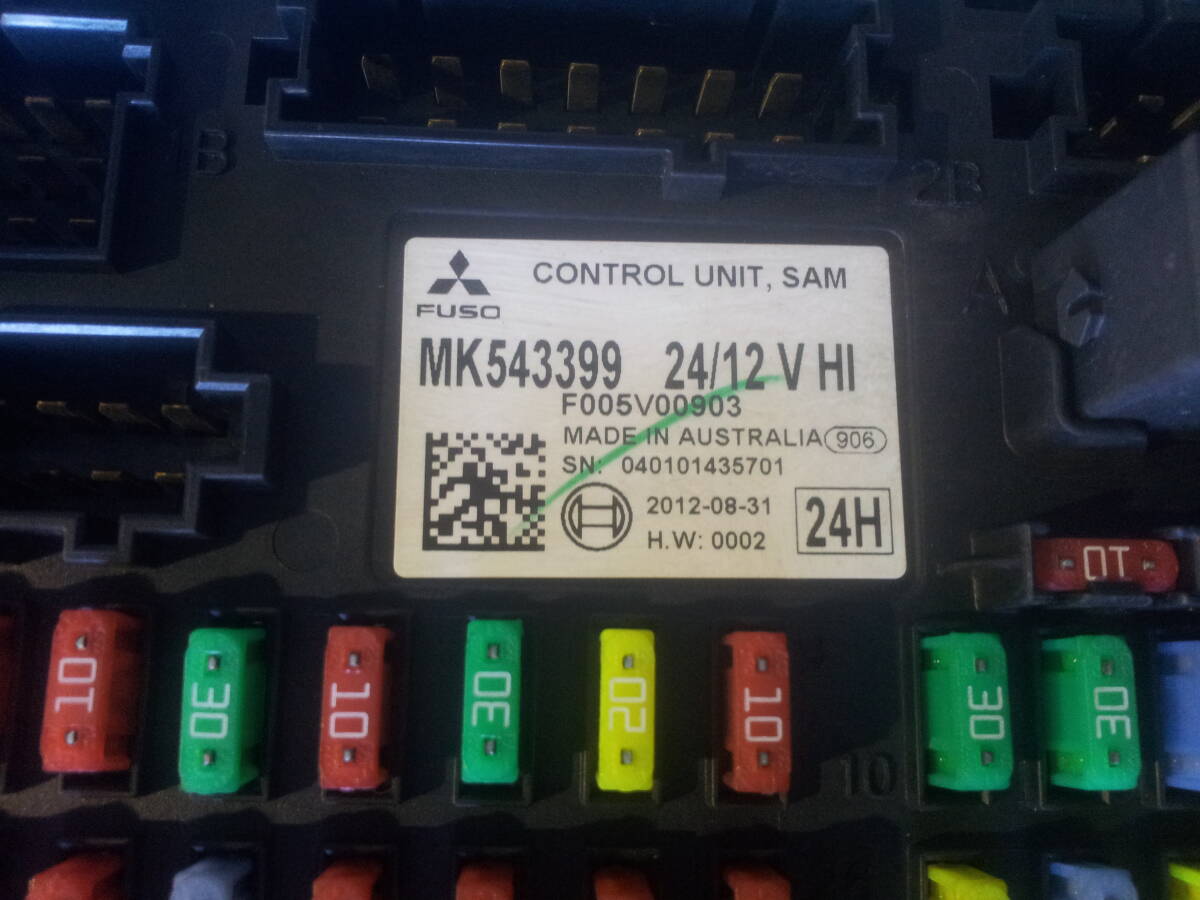 B
2B
A
CONTROL UNIT, SAM
FUSO
MK543399 24/12 V HI
F005V00903
MADE IN AUSTRALIA 906
SN: 040101435701
2012-08-31
H.W: 0002
24H
10
10
30
10
30
20
10
30
30
10